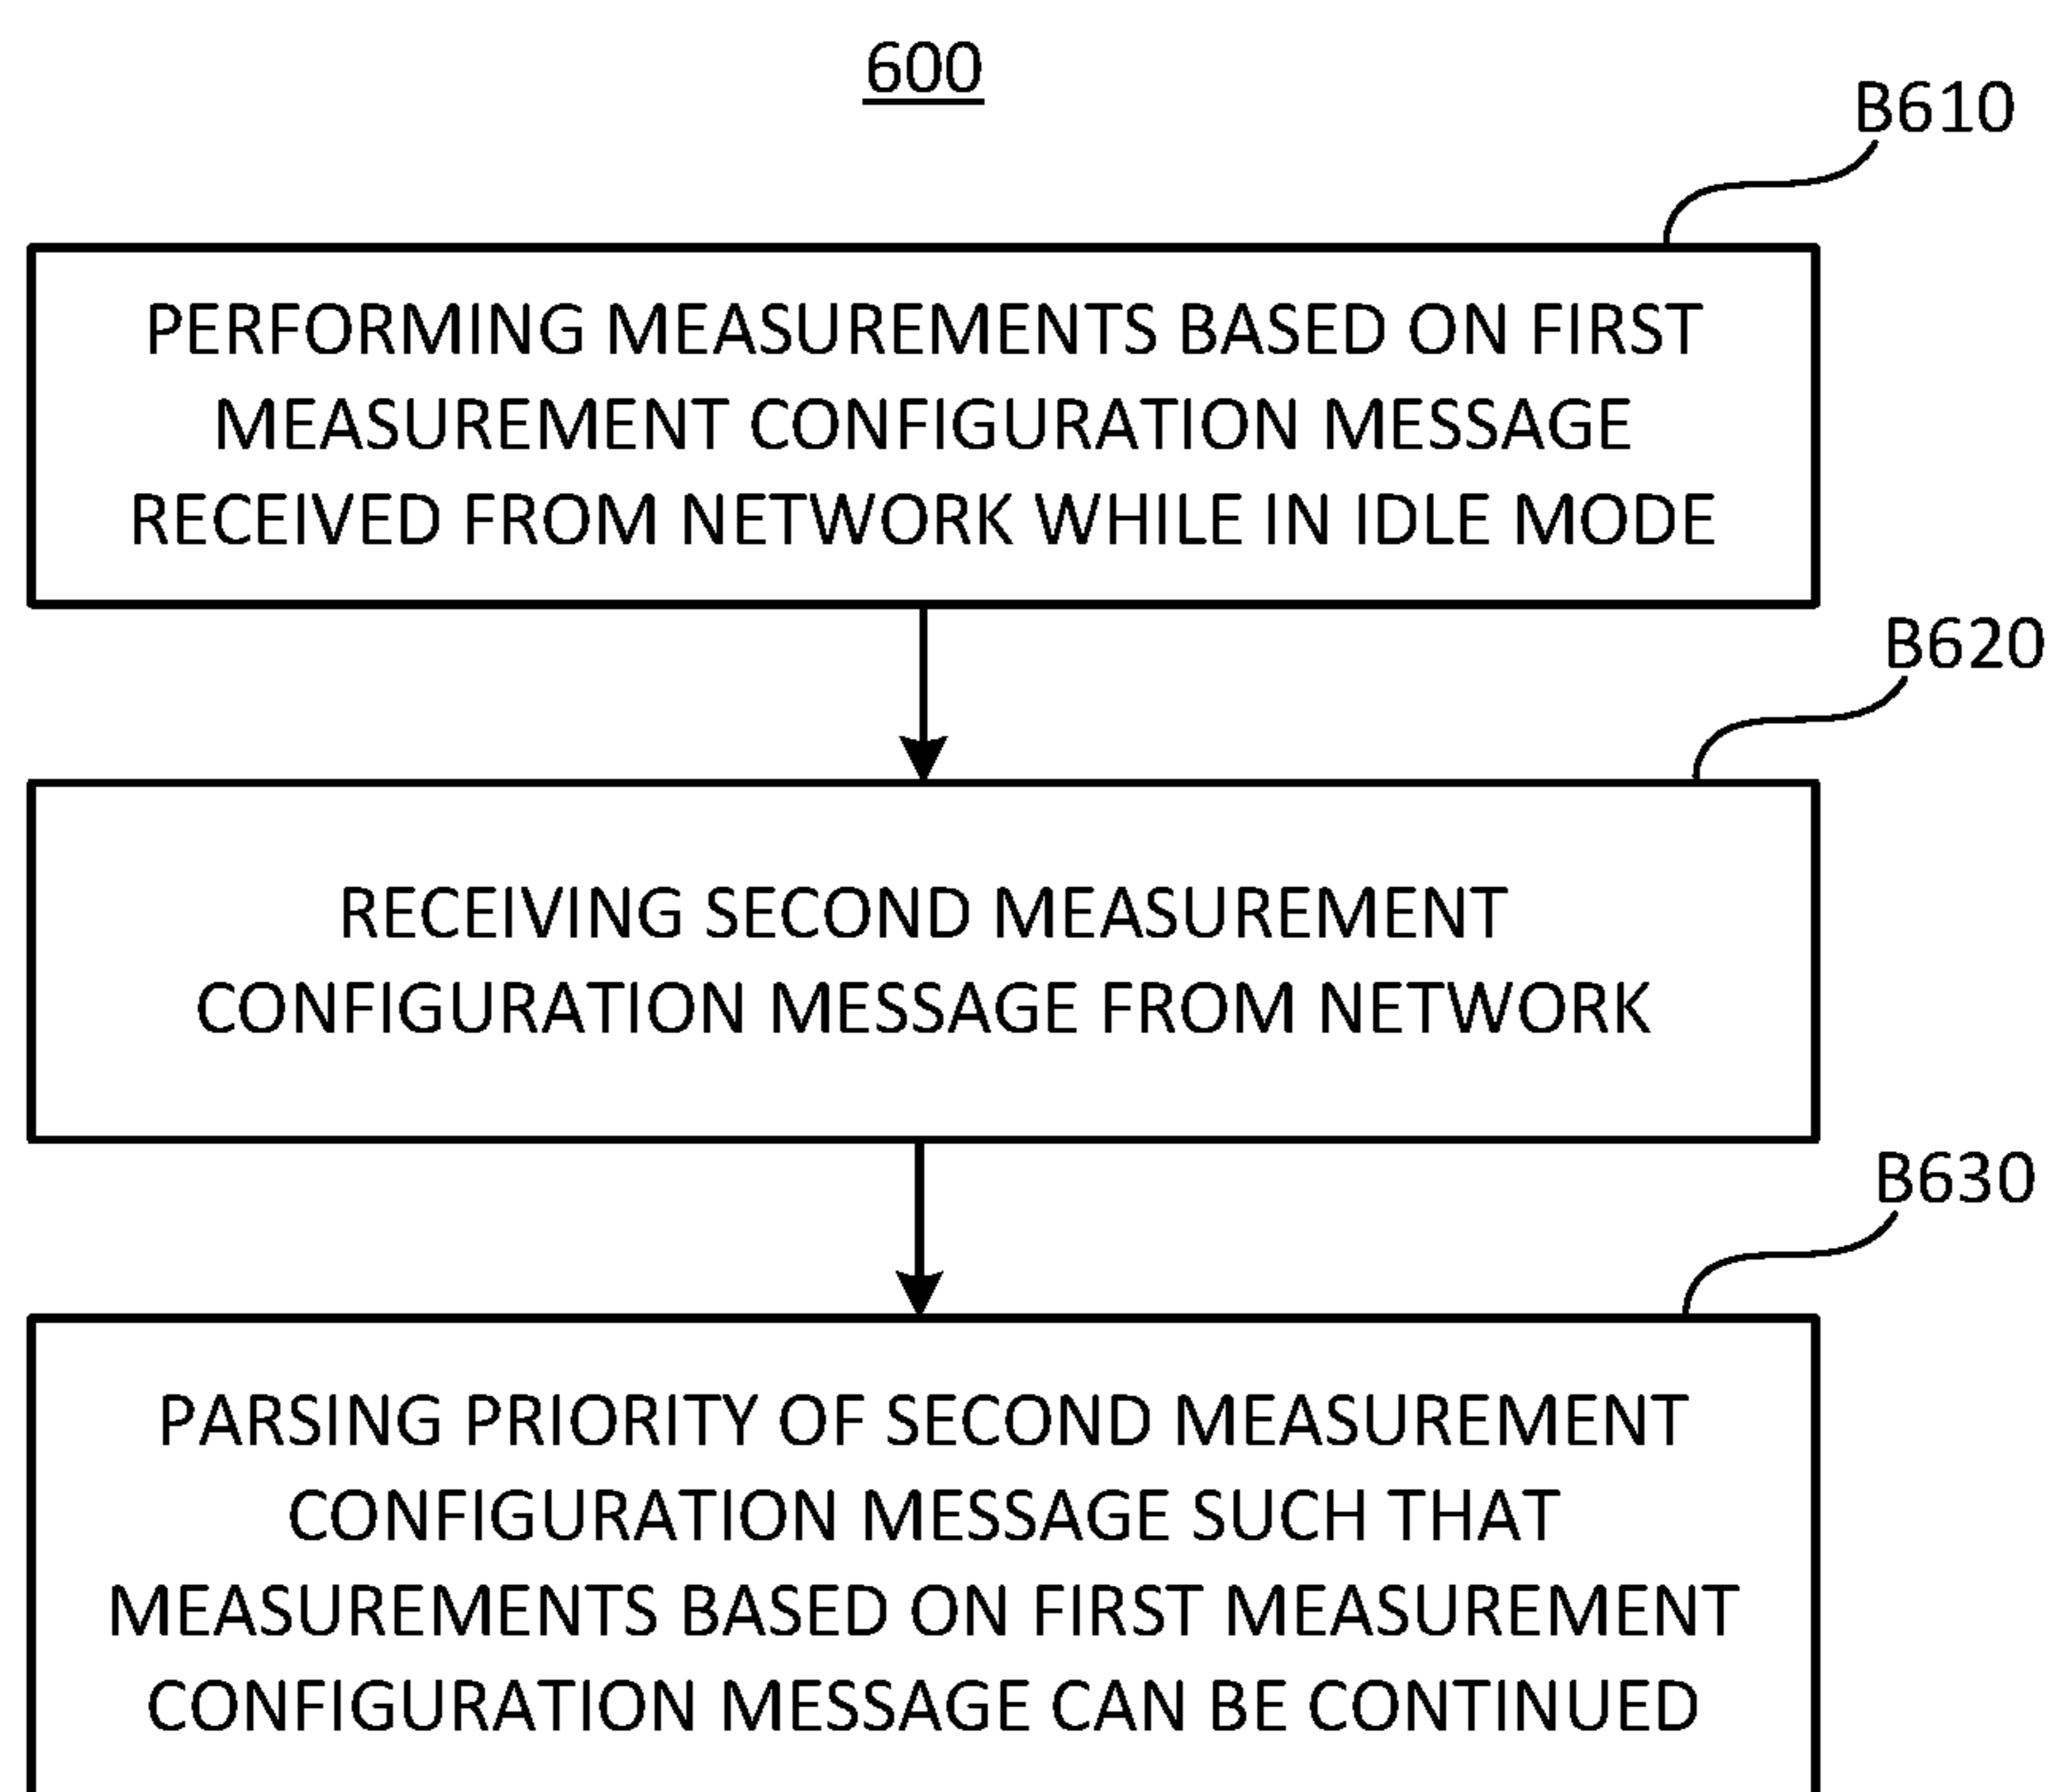 600
B610
PERFORMING MEASUREMENTS BASED ON FIRST
MEASUREMENT CONFIGURATION MESSAGE
RECEIVED FROM NETWORK WHILE IN IDLE MODE
B620
RECEIVING SECOND MEASUREMENT
CONFIGURATION MESSAGE FROM NETWORK
B630
PARSING PRIORITY OF SECOND MEASUREMENT
CONFIGURATION MESSAGE SUCH THAT
MEASUREMENTS BASED ON FIRST MEASUREMENT
CONFIGURATION MESSAGE CAN BE CONTINUED